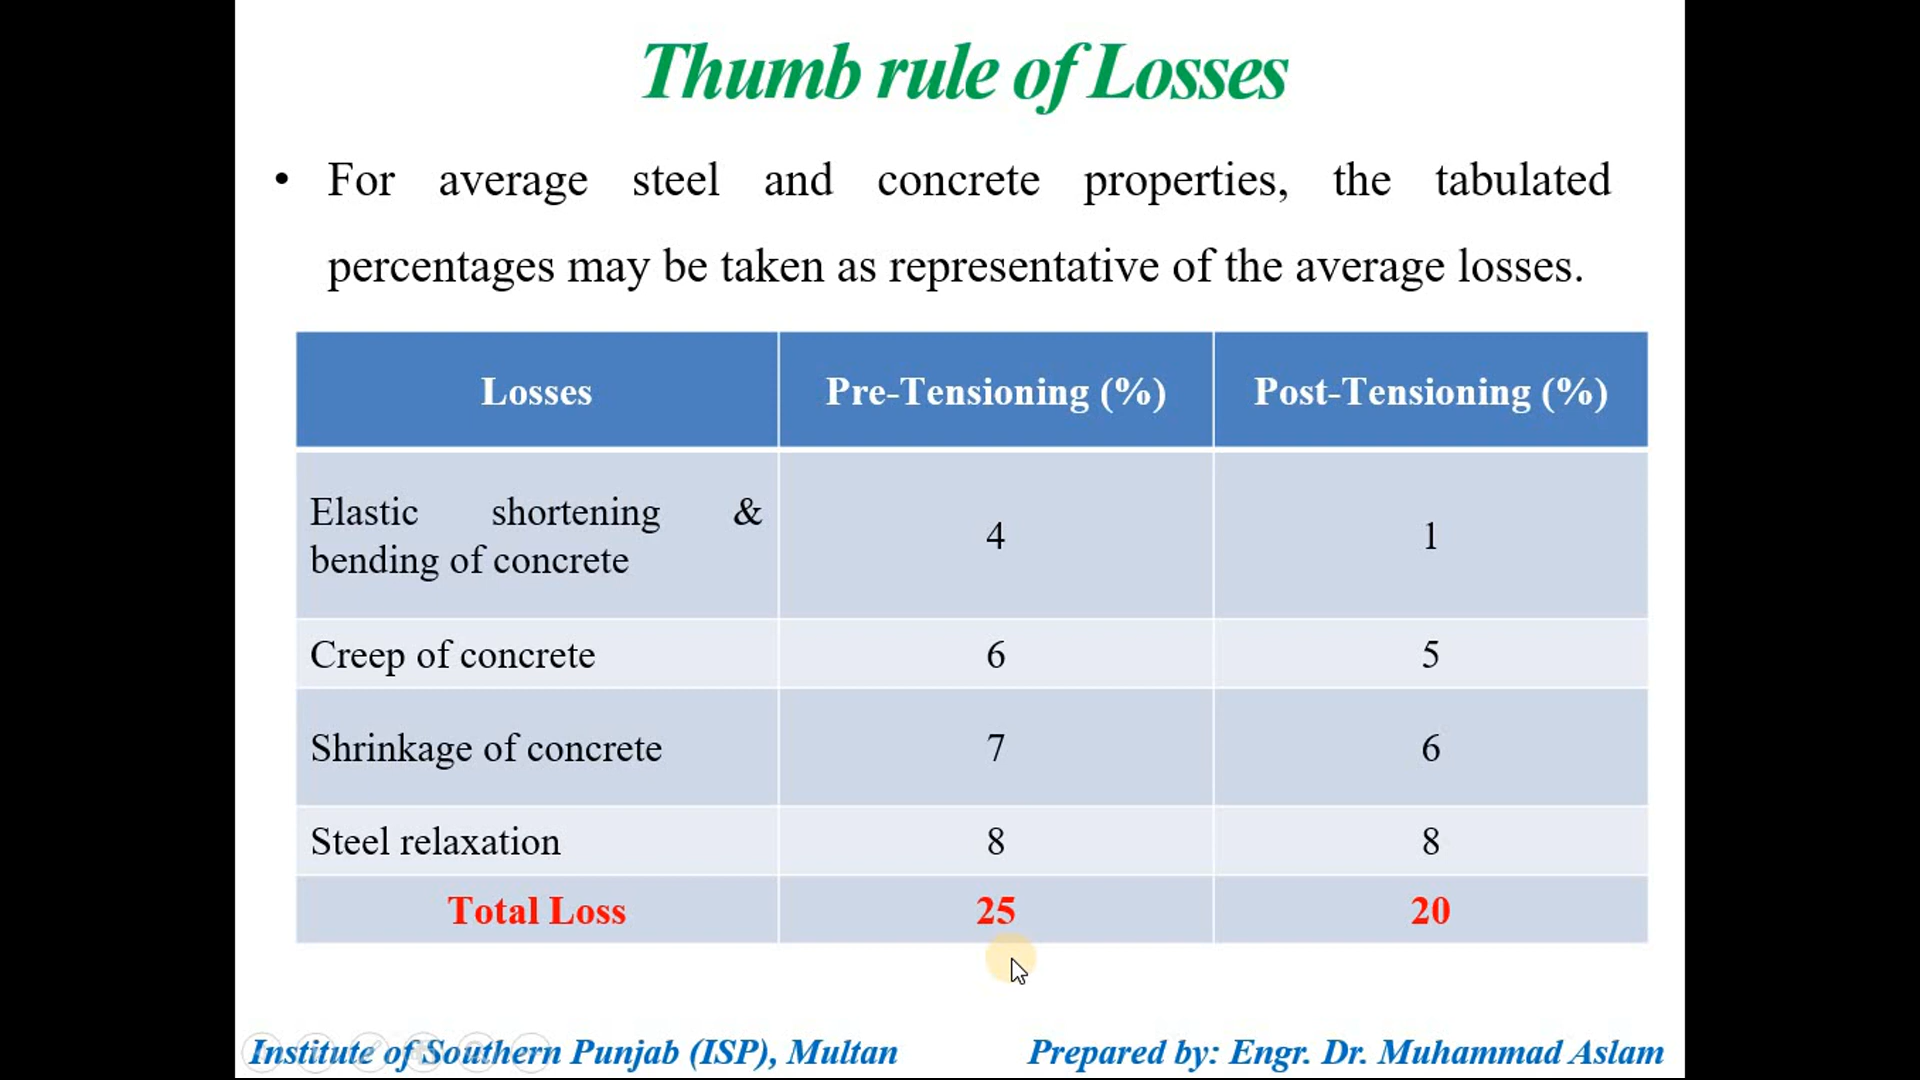 Thumb rule of Losses
• For average steel and concrete properties, the tabulated
percentages may be taken as representative of the average losses.
Losses Pre-Tensioning (%) Post-Tensioning (%)
Elastic shortening &
bending of concrete 4 1
Creep of concrete 6 5
Shrinkage of concrete 7 6
Steel relaxation 8 8
Total Loss 25 20
Institute of Southern Punjab (ISP), Multan Prepared by: Engr. Dr. Muhammad Aslam